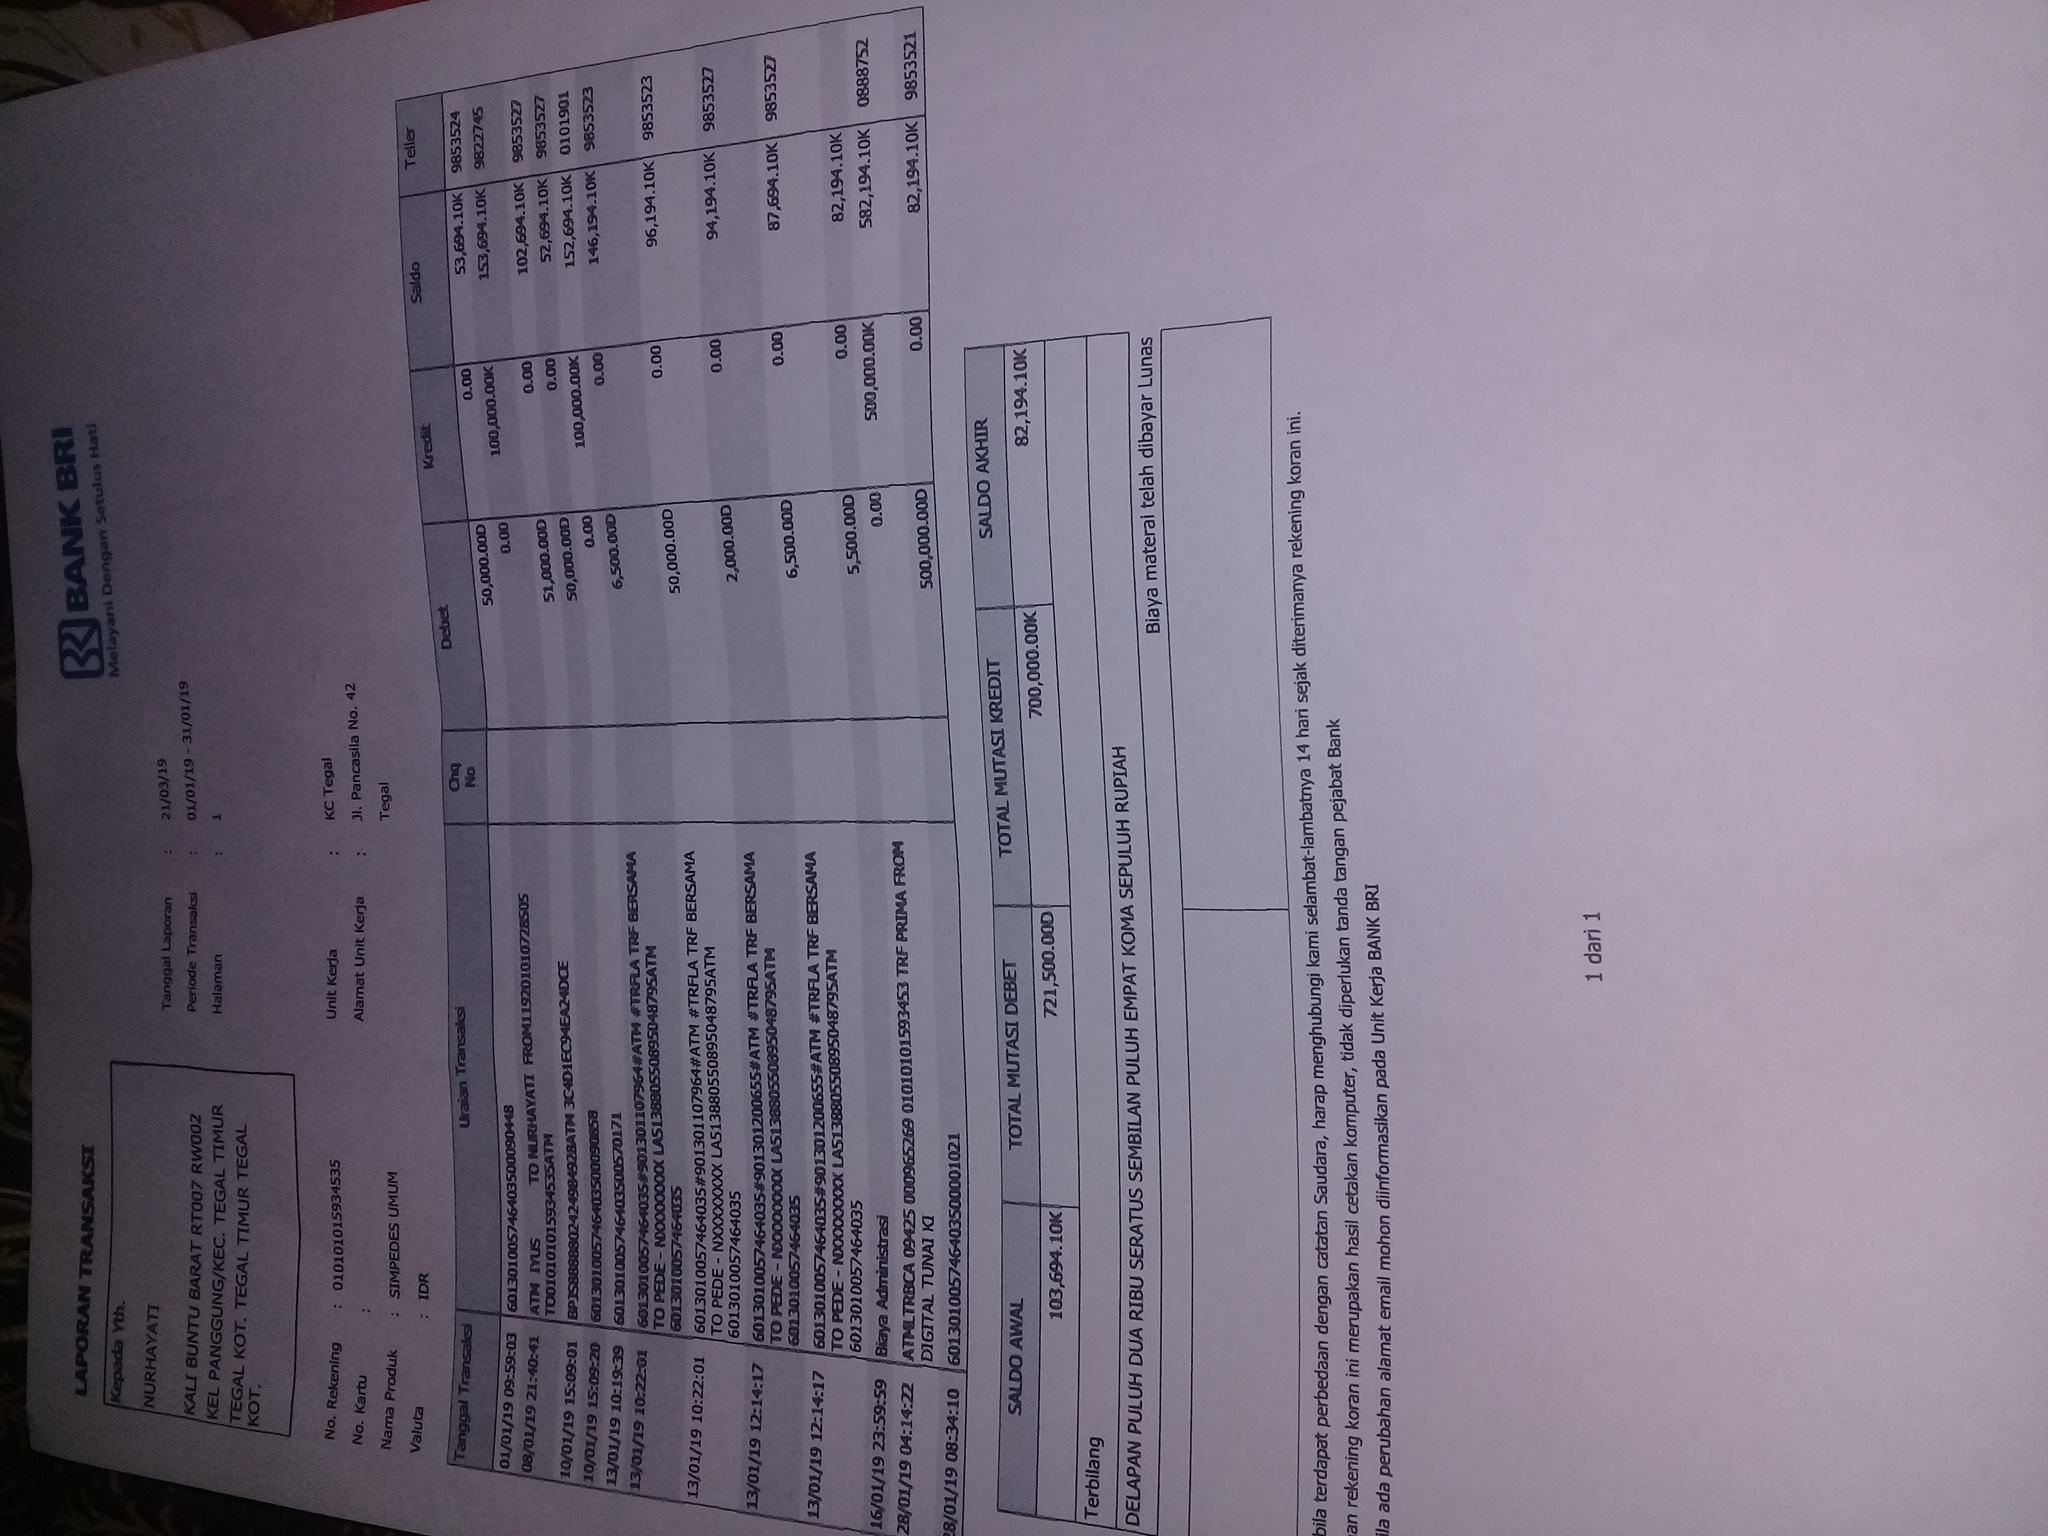 LAPORAN TRANSAKSI
BANK BRI
Melayani Dengan Setulus Hati
Kepada Yth.
NURHAYATI
KALI BUNTU BARAT RT007 RW002
KEL PANGGUNG/KEC. TEGAL TIMUR
TEGAL KOT. TEGAL TIMUR TEGAL
KOT.
Tanggal Laporan : 21/03/19
Periode Transaksi : 01/01/19 - 31/01/19
Halaman : 1
No. Rekening : 010101015934535
No. Kartu :
Nama Produk : SIMPEDES UMUM
Valuta : IDR
Unit Kerja : KC Tegal
Alamat Unit Kerja : Jl. Pancasila No. 42
Tegal
Tanggal Transaksi Uraian Transaksi Chq No Debet Kredit Saldo Teller
01/01/19 09:59:03 601301005746403500090448 50,000.00D 0.00 53,694.10K 9853524
08/01/19 21:40:41 ATM IYUS TO NURHAYATI FROM119201010728505 0.00 100,000.00K 153,694.10K 9822745
TO010101015934535ATM
10/01/19 15:09:01 BPJS8888802424984928ATM 3C4D1EC94EA24DCE 51,000.00D 0.00 102,694.10K 9853527
10/01/19 15:09:20 601301005746403500090858 50,000.00D 0.00 52,694.10K 9853527
13/01/19 10:19:39 601301005746403500570171 0.00 100,000.00K 152,694.10K 0101901
13/01/19 10:22:01 6013010057464035#901301107964#ATM #TRFLA TRF BERSAMA 6,500.00D 0.00 146,194.10K 9853523
TO PEDE - NXXXXXXXX LA513880550895048795ATM
6013010057464035
13/01/19 10:22:01 6013010057464035#901301107964#ATM #TRFLA TRF BERSAMA 50,000.00D 0.00 96,194.10K 9853523
TO PEDE - NXXXXXXXX LA513880550895048795ATM
6013010057464035
13/01/19 12:14:17 6013010057464035#901301200655#ATM #TRFLA TRF BERSAMA 2,000.00D 0.00 94,194.10K 9853527
TO PEDE - NXXXXXXXX LA513880550895048795ATM
6013010057464035
13/01/19 12:14:17 6013010057464035#901301200655#ATM #TRFLA TRF BERSAMA 6,500.00D 0.00 87,694.10K 9853527
TO PEDE - NXXXXXXXX LA513880550895048795ATM
6013010057464035
16/01/19 23:59:59 Biaya Administrasi 5,500.00D 0.00 82,194.10K
28/01/19 04:14:22 ATMLTRBCA 09425 000965269 01010101593453 TRF PRIMA FROM 0.00 500,000.00K 582,194.10K 0888752
DIGITAL TUNAI KI
28/01/19 08:34:10 601301005746403500001021 500,000.00D 0.00 82,194.10K 9853521
SALDO AWAL TOTAL MUTASI DEBET TOTAL MUTASI KREDIT SALDO AKHIR
103,694.10K 721,500.00D 700,000.00K 82,194.10K
Terbilang
DELAPAN PULUH DUA RIBU SERATUS SEMBILAN PULUH EMPAT KOMA SEPULUH RUPIAH
Biaya materai telah dibayar Lunas
bila terdapat perbedaan dengan catatan Saudara, harap menghubungi kami selambat-lambatnya 14 hari sejak diterimanya rekening koran ini.
an rekening koran ini merupakan hasil cetakan komputer, tidak diperlukan tanda tangan pejabat Bank
ila ada perubahan alamat email mohon diinformasikan pada Unit Kerja BANK BRI
1 dari 1